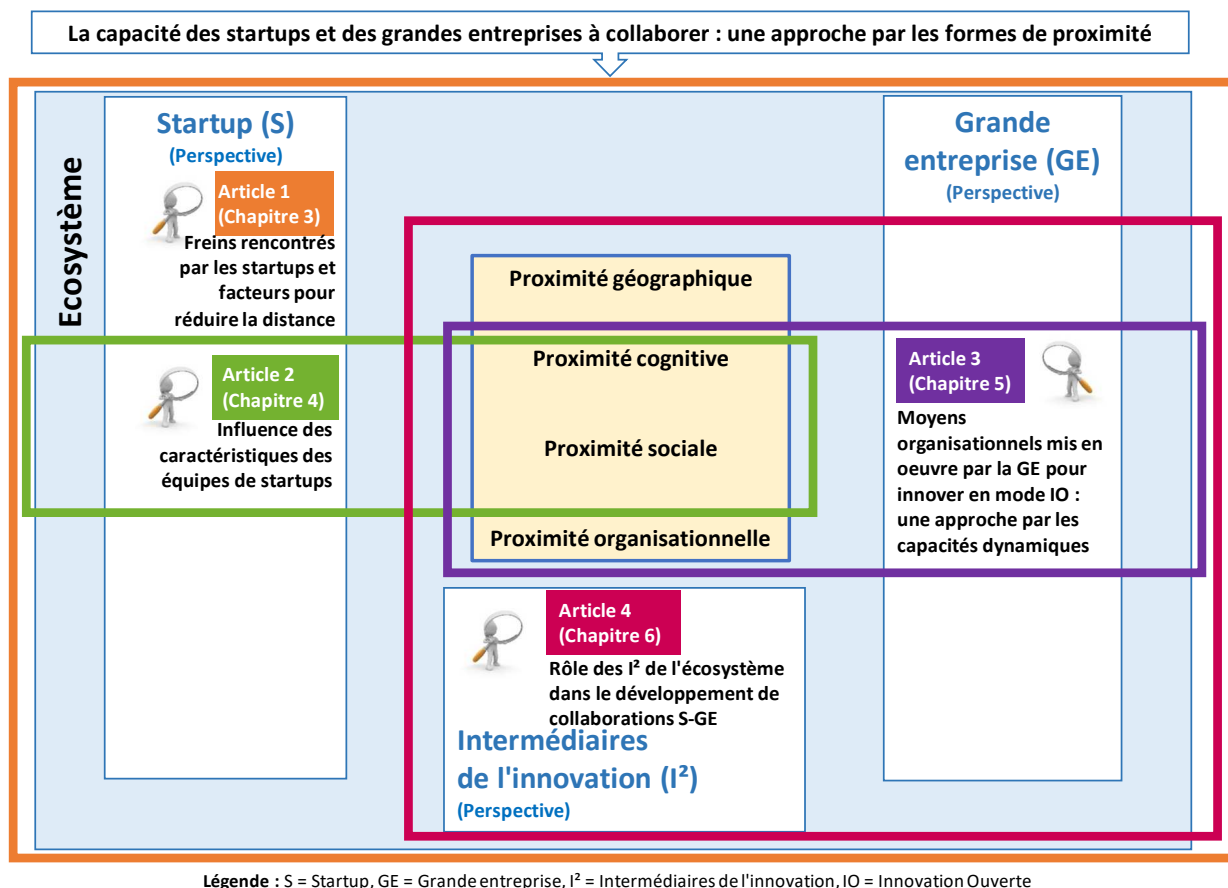 La capacité des startups et des grandes entreprises à collaborer : une approche par les formes de proximité
Ecosystème
Startup (S)
(Perspective)
Article 1
(Chapitre 3)
Freins rencontrés
par les startups et
facteurs pour
réduire la distance
Article 2
(Chapitre 4)
Influence des
caractéristiques des
équipes de startups
Proximité géographique
Proximité cognitive
Proximité sociale
Proximité organisationnelle
Grande
entreprise (GE)
(Perspective)
Article 3
(Chapitre 5)
Moyens
organisationnels mis en
oeuvre par la GE pour
innover en mode IO :
une approche par les
capacités dynamiques
Article 4
(Chapitre 6)
Rôle des I² de l'écosystème
dans le développement de
collaborations S-GE
Intermédiaires
de l'innovation (I²)
(Perspective)
Légende : S = Startup, GE = Grande entreprise, I² = Intermédiaires de l'innovation, IO = Innovation Ouverte